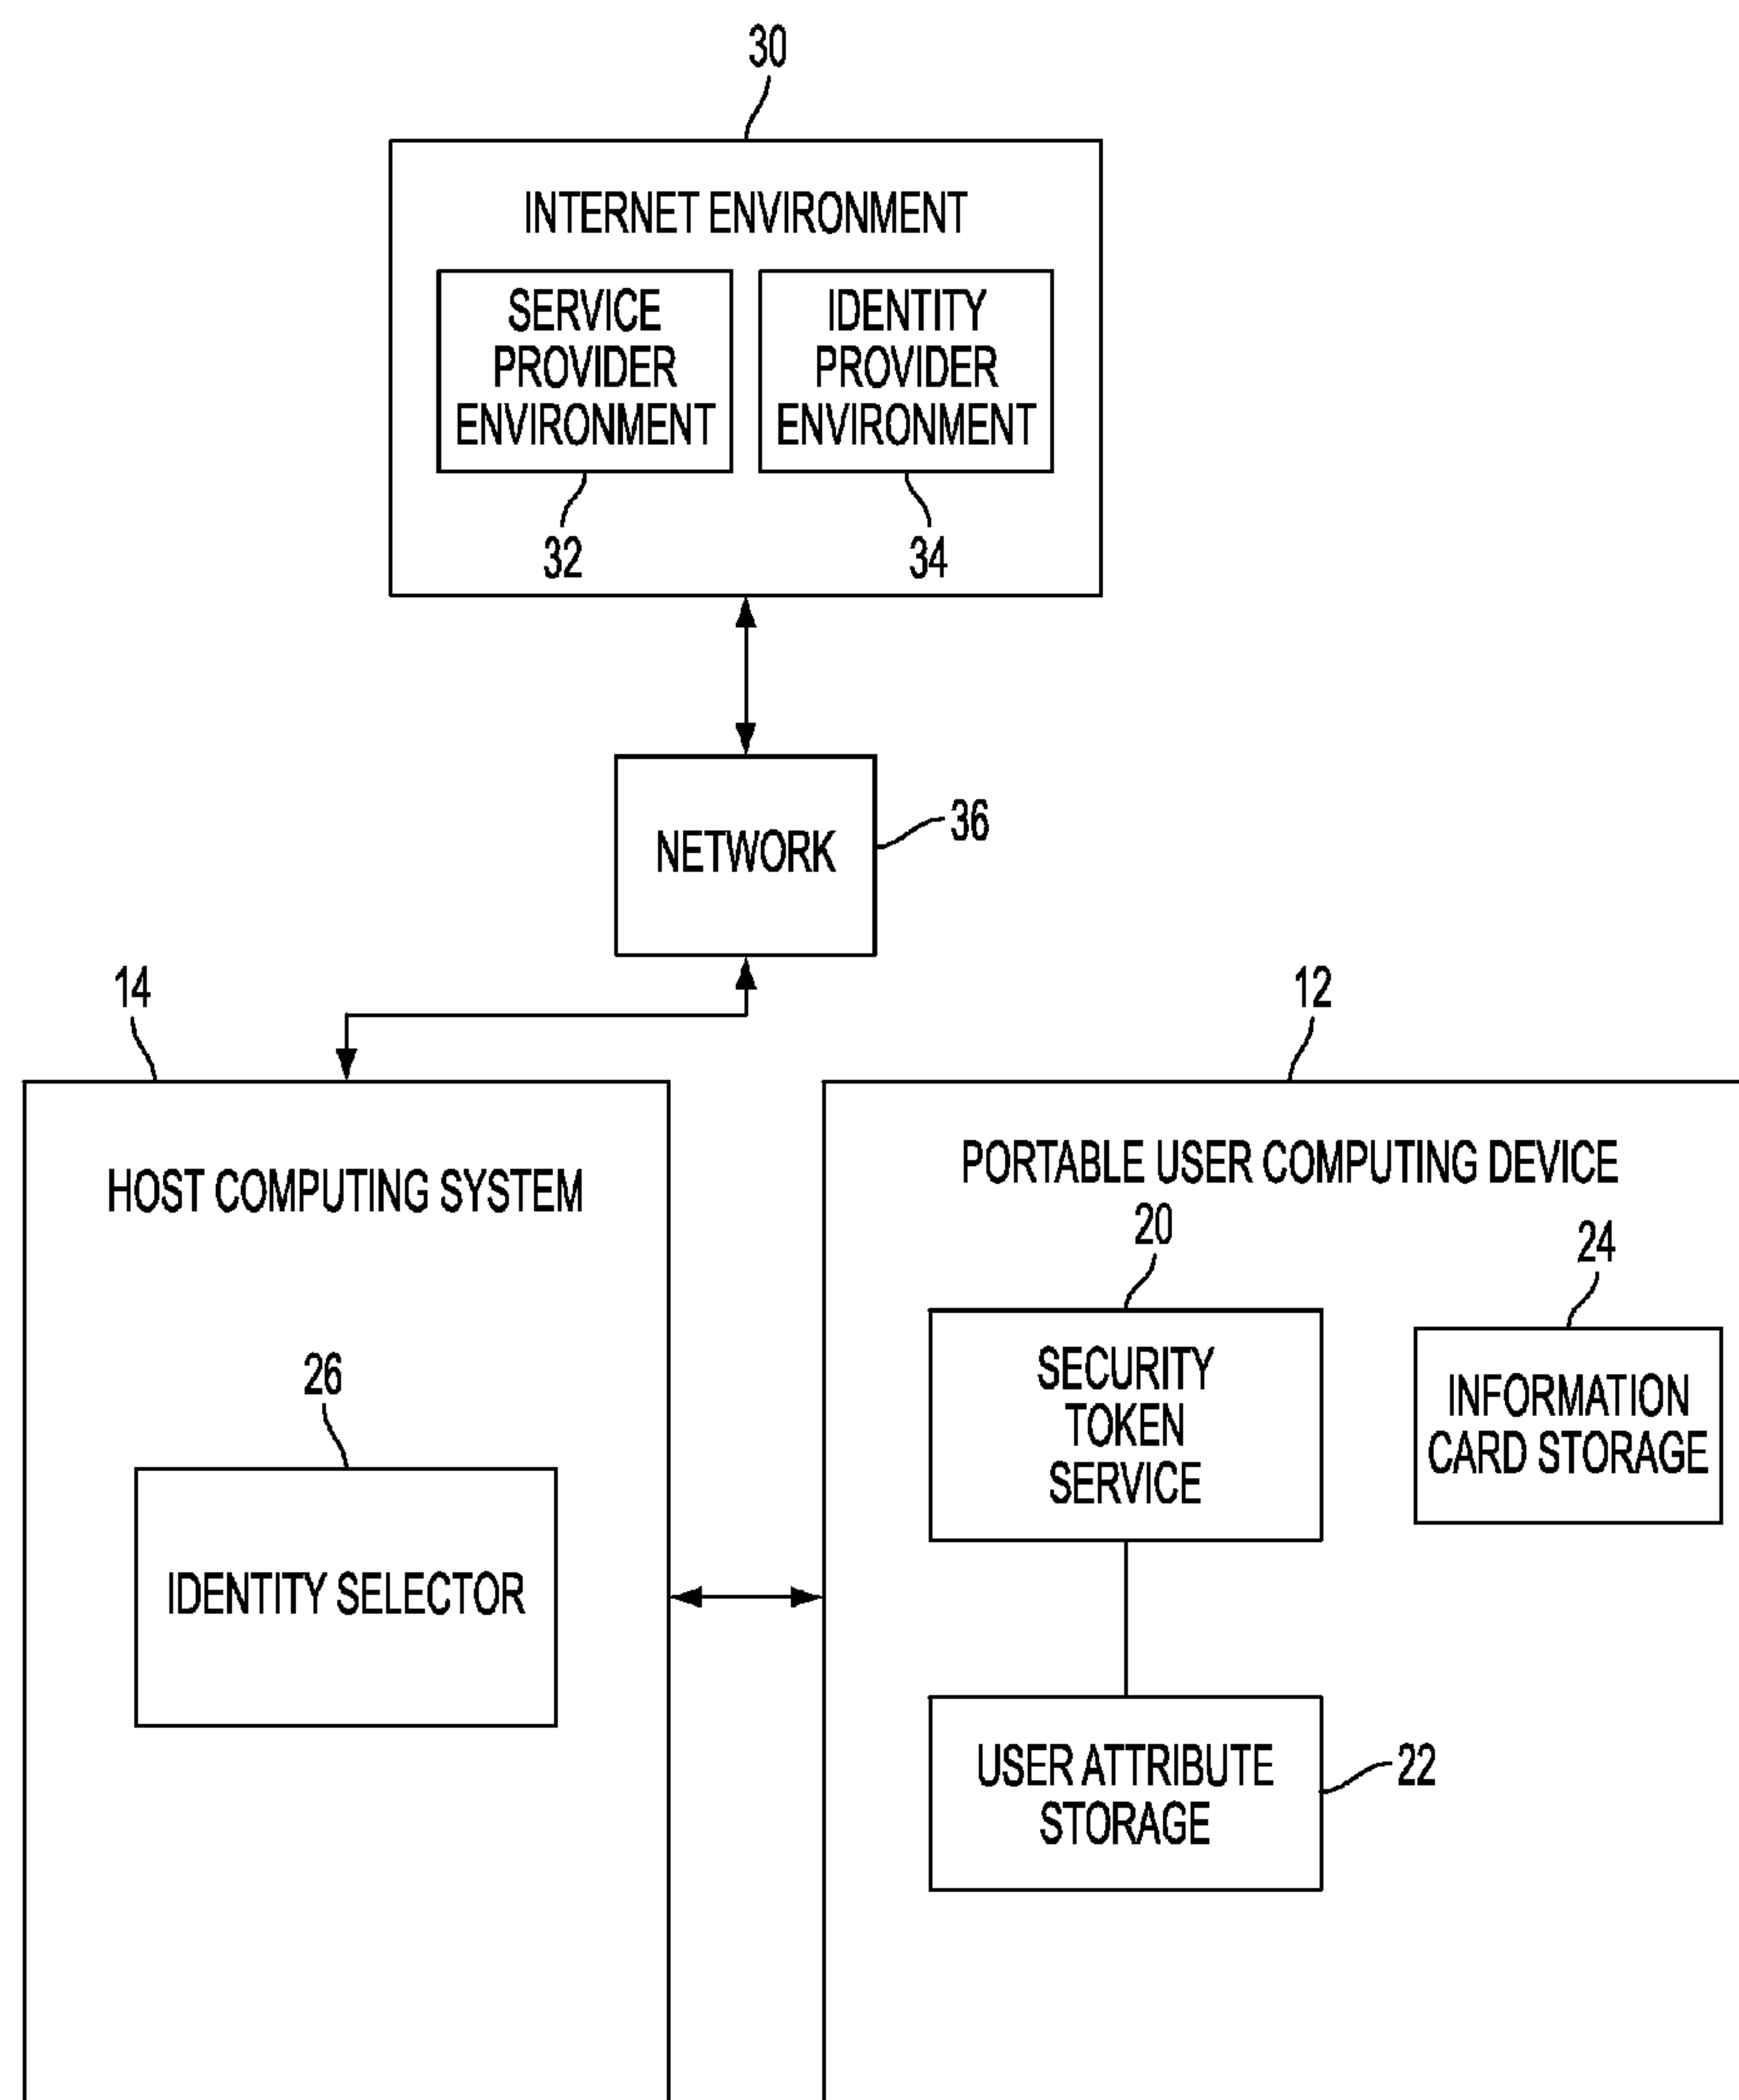 30
INTERNET ENVIRONMENT
SERVICE
PROVIDER
ENVIRONMENT
IDENTITY
PROVIDER
ENVIRONMENT
32
34
NETWORK
36
14
12
HOST COMPUTING SYSTEM
26
IDENTITY SELECTOR
PORTABLE USER COMPUTING DEVICE
20
24
SECURITY
TOKEN
SERVICE
INFORMATION
CARD STORAGE
USER ATTRIBUTE
STORAGE
22